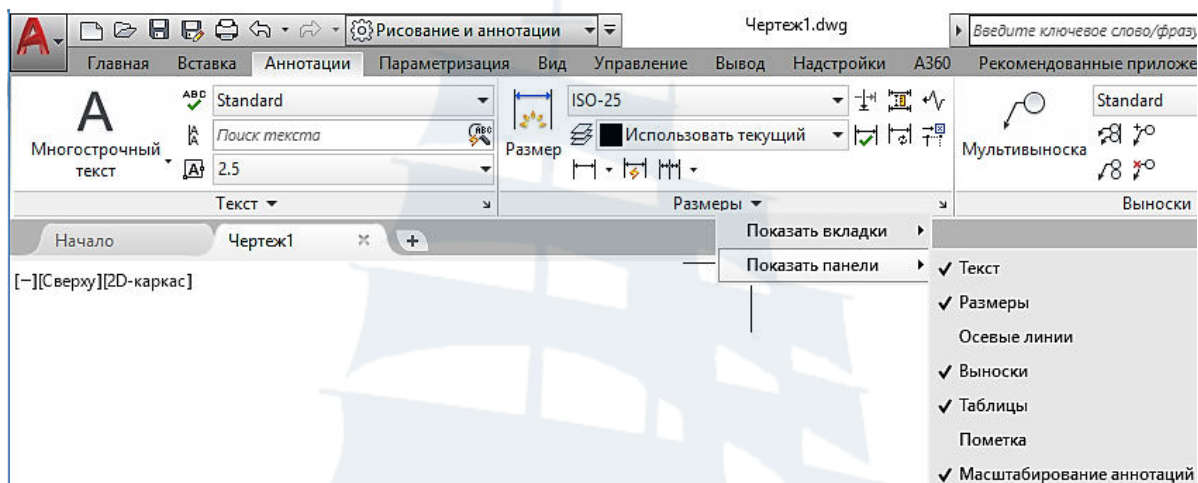 Рисование и аннотации
Чертеж1.dwg
Введите ключевое слово/фразу
Главная Вставка Аннотации Параметризация Вид Управление Вывод Надстройки A360 Рекомендованные приложе
A ABC Standard ISO-25 Standard
Многострочный текст
Поиск текста ABC
Размер
Использовать текущий
Мультивыноска
A 2.5
Текст Размеры Выноски
Начало Чертеж1
Показать вкладки
Показать панели
[−][Сверху][2D-каркас]
Текст
Размеры
Осевые линии
Выноски
Таблицы
Пометка
Масштабирование аннотаций